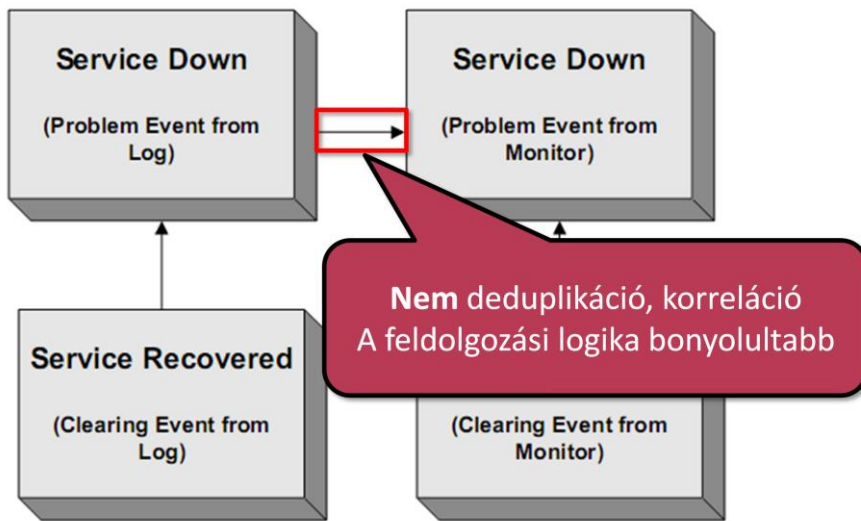 Service Down
(Problem Event from
Log)
Service Down
(Problem Event from
Monitor)
Nem deduplikáció, korreláció
A feldolgozási logika bonyolultabb
Service Recovered
(Clearing Event from
Log)
(Clearing Event from
Monitor)